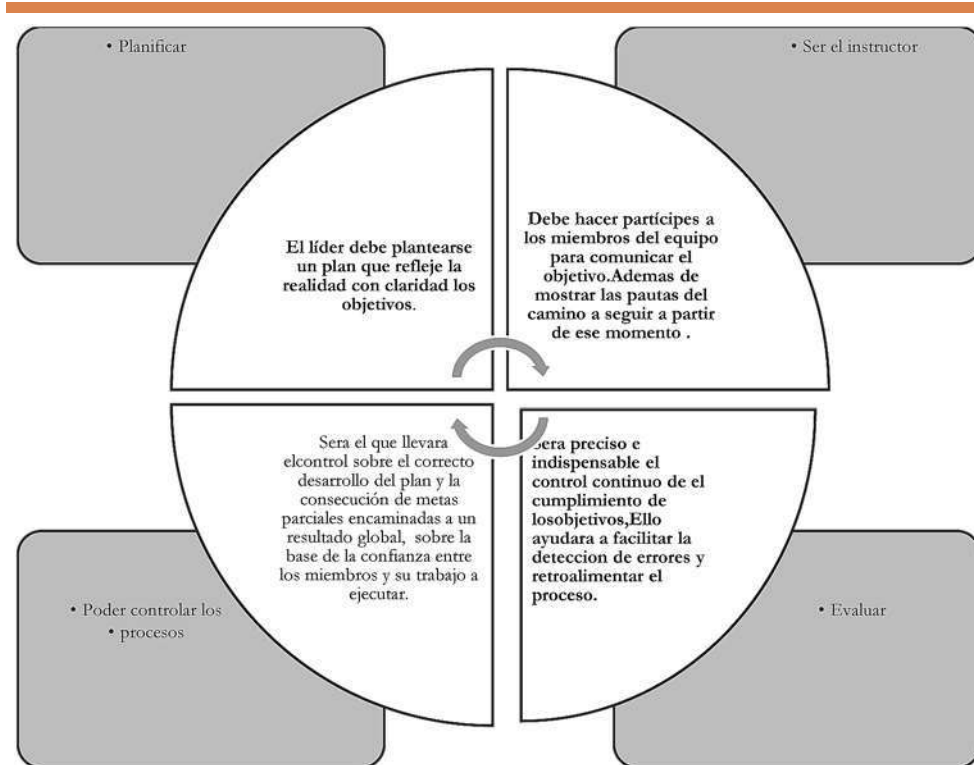 • Planificar
• Ser el instructor
El líder debe plantearse
un plan que refleje la
realidad con claridad los
objetivos.
Debe hacer partícipes a
los miembros del equipo
para comunicar el
objetivo.Ademas de
mostrar las pautas del
camino a seguir a partir
de ese momento .
Sera el que llevara
elcontrol sobre el correcto
desarrollo del plan y la
consecución de metas
parciales encaminadas a un
resultado global, sobre la
base de la confianza entre
los miembros y su trabajo a
ejecutar.
Sera preciso e
indispensable el
control continuo de el
cumplimiento de
losobjetivos,Ello
ayudara a facilitar la
deteccion de errores y
retroalimentar el
proceso.
• Poder controlar los
• procesos
• Evaluar